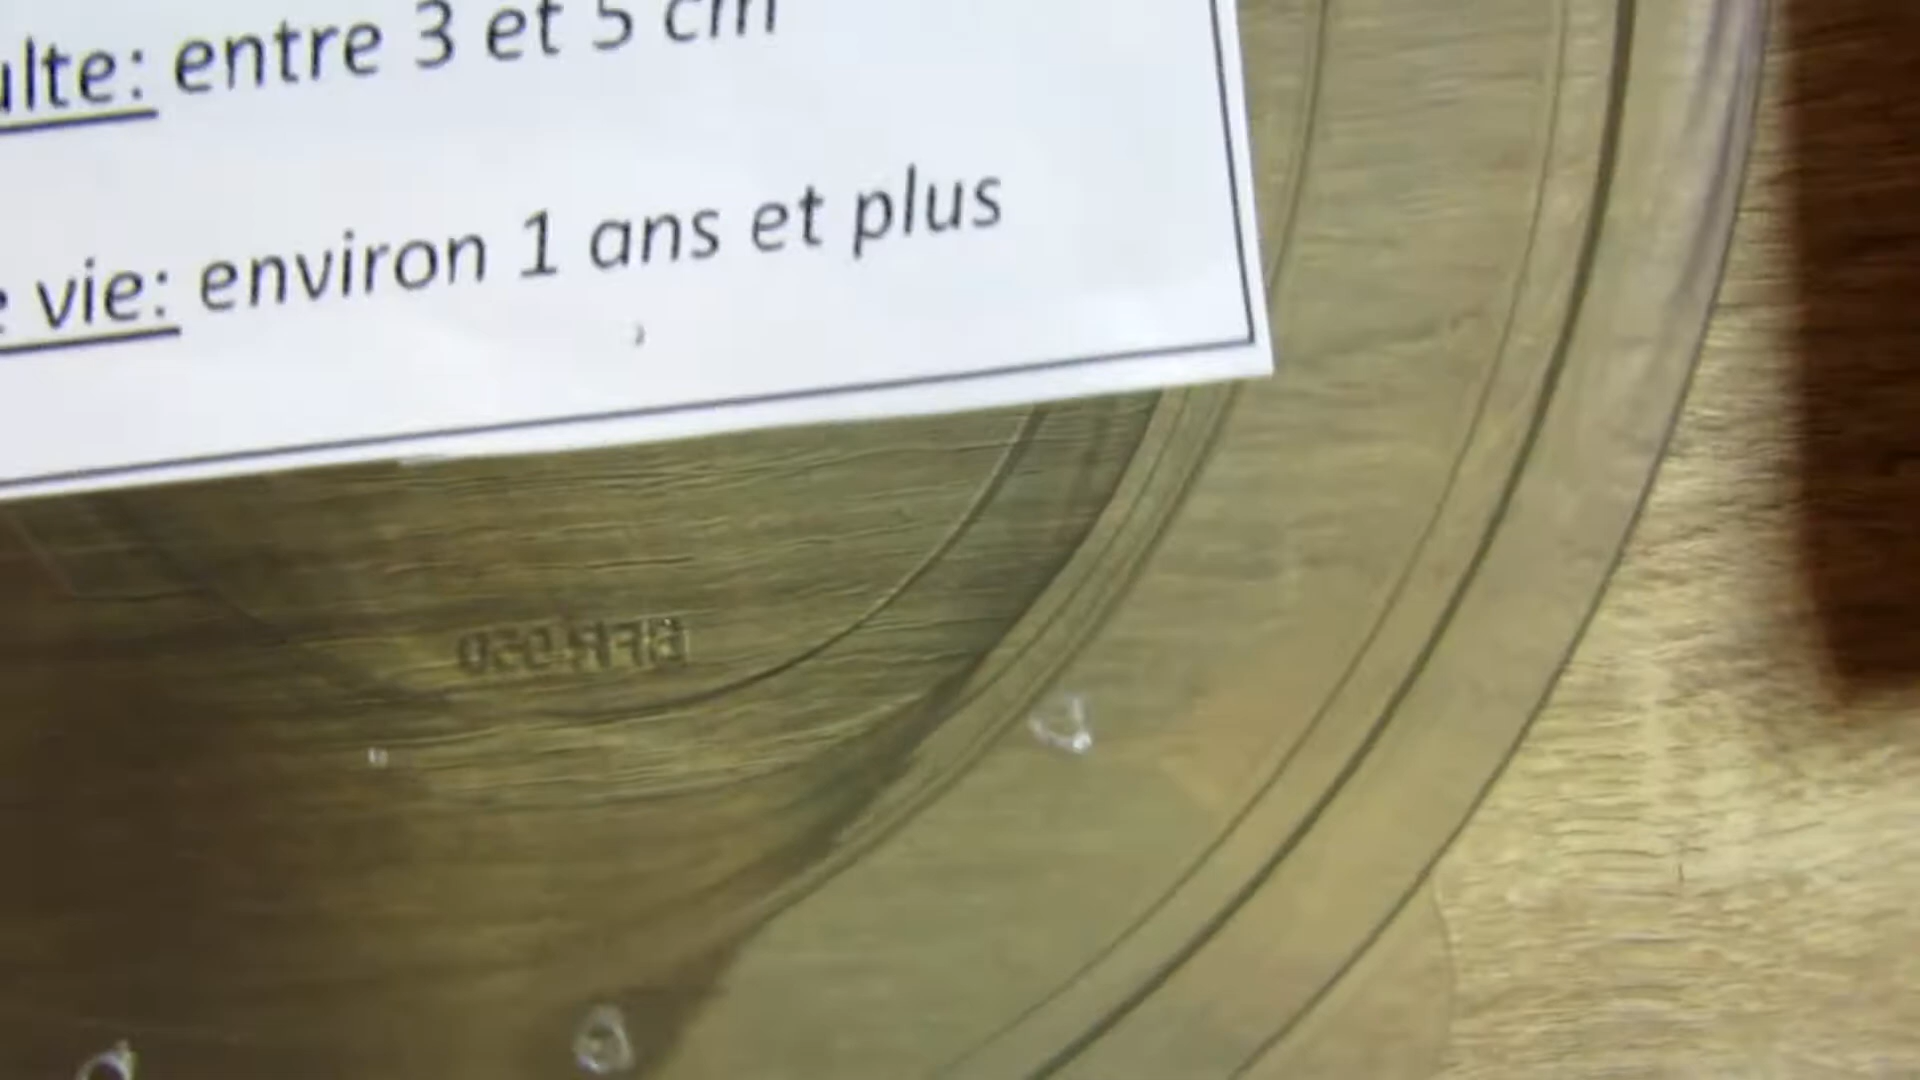 ulte: entre 3 et 5 cm
e vie: environ 1 ans et plus